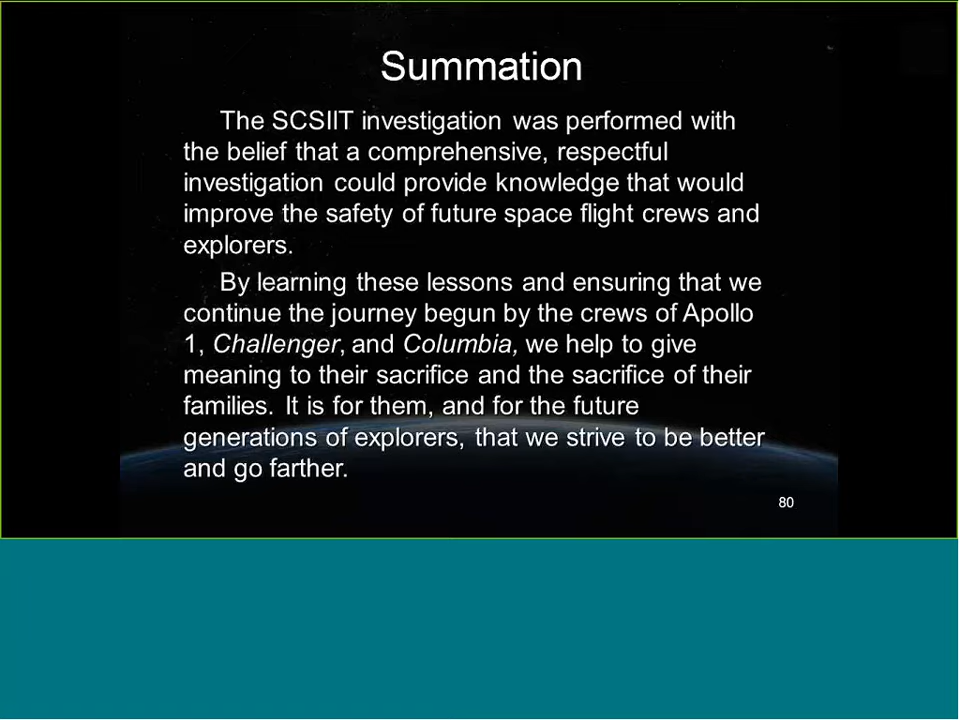 Summation
The SCSIIT investigation was performed with
the belief that a comprehensive, respectful
investigation could provide knowledge that would
improve the safety of future space flight crews and
explorers.
By learning these lessons and ensuring that we
continue the journey begun by the crews of Apollo
1, Challenger, and Columbia, we help to give
meaning to their sacrifice and the sacrifice of their
families. It is for them, and for the future
generations of explorers, that we strive to be better
and go farther.
80